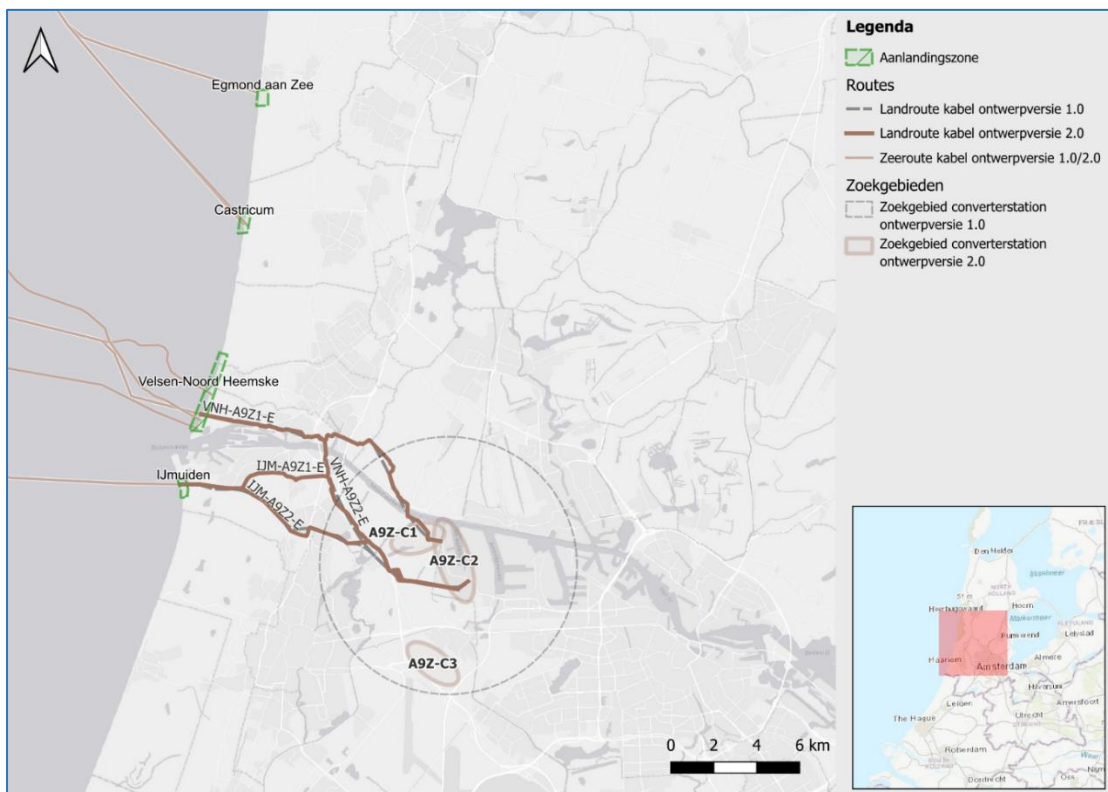 Legenda
Aanlandingszone
Routes
Landroute kabel ontwerpversie 1.0
Landroute kabel ontwerpversie 2.0
Zeeroute kabel ontwerpversie 1.0/2.0
Zoekgebieden
Zoekgebied converterstation
ontwerpversie 1.0
Zoekgebied converterstation
ontwerpversie 2.0
Egmond aan Zee
Castricum
Velsen-Noord Heemske
VNH-A9Z1-E
IJmuiden
IJM-A9Z1-E
VNH-A9Z2-E
IJM-A9Z2-E
A9Z-C1
A9Z-C2
A9Z-C3
0 2 4 6 km
Den Helder
Heerhugowaard
Hoorn
Markermeer
Purmerend
Lelystad
Haarlem
Amsterdam
Almere
Hilversum
Leiden
Amersfoort
The Hague
Utrecht
Rotterdam
Dordrecht